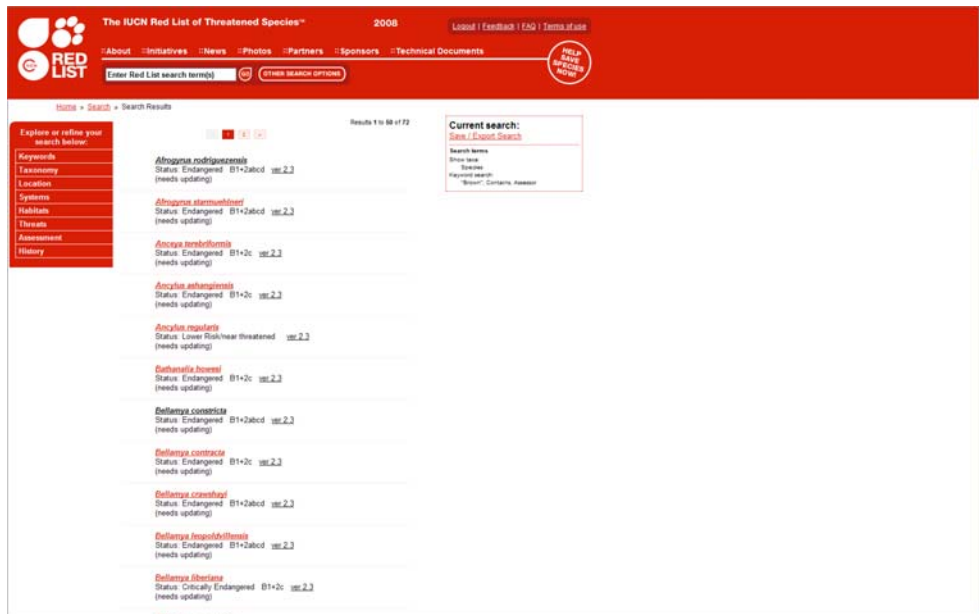 The IUCN Red List of Threatened Species™
2008
Logout | Feedback | FAQ | Terms of use
RED
LIST
::About ::Initiatives ::News ::Photos ::Partners ::Sponsors ::Technical Documents
Enter Red List search term(s) GO OTHER SEARCH OPTIONS
HELP
SAVE
SPECIES
NOW!
Home » Search » Search Results
Explore or refine your
search below:
Keywords
Taxonomy
Location
Systems
Habitats
Threats
Assessment
History
Results 1 to 50 of 72
1 2 »
Afrogyrus rodriguezensis
Status: Endangered B1+2abcd ver 2.3
(needs updating)
Afrogyrus starmuehlneri
Status: Endangered B1+2abcd ver 2.3
(needs updating)
Anceya terebriformis
Status: Endangered B1+2c ver 2.3
(needs updating)
Ancylus ashangiensis
Status: Endangered B1+2c ver 2.3
(needs updating)
Ancylus regularis
Status: Lower Risk/near threatened ver 2.3
(needs updating)
Bathanalia howesi
Status: Endangered B1+2c ver 2.3
(needs updating)
Bellamya constricta
Status: Endangered B1+2abcd ver 2.3
(needs updating)
Bellamya contracta
Status: Endangered B1+2c ver 2.3
(needs updating)
Bellamya crawshayi
Status: Endangered B1+2abcd ver 2.3
(needs updating)
Bellamya leopoldvillensis
Status: Endangered B1+2abcd ver 2.3
(needs updating)
Bellamya liberiana
Status: Critically Endangered B1+2c ver 2.3
(needs updating)
Current search:
Save / Export Search
Search terms
Show taxa:
Species
Keyword search:
"Brown", Contains, Assessor